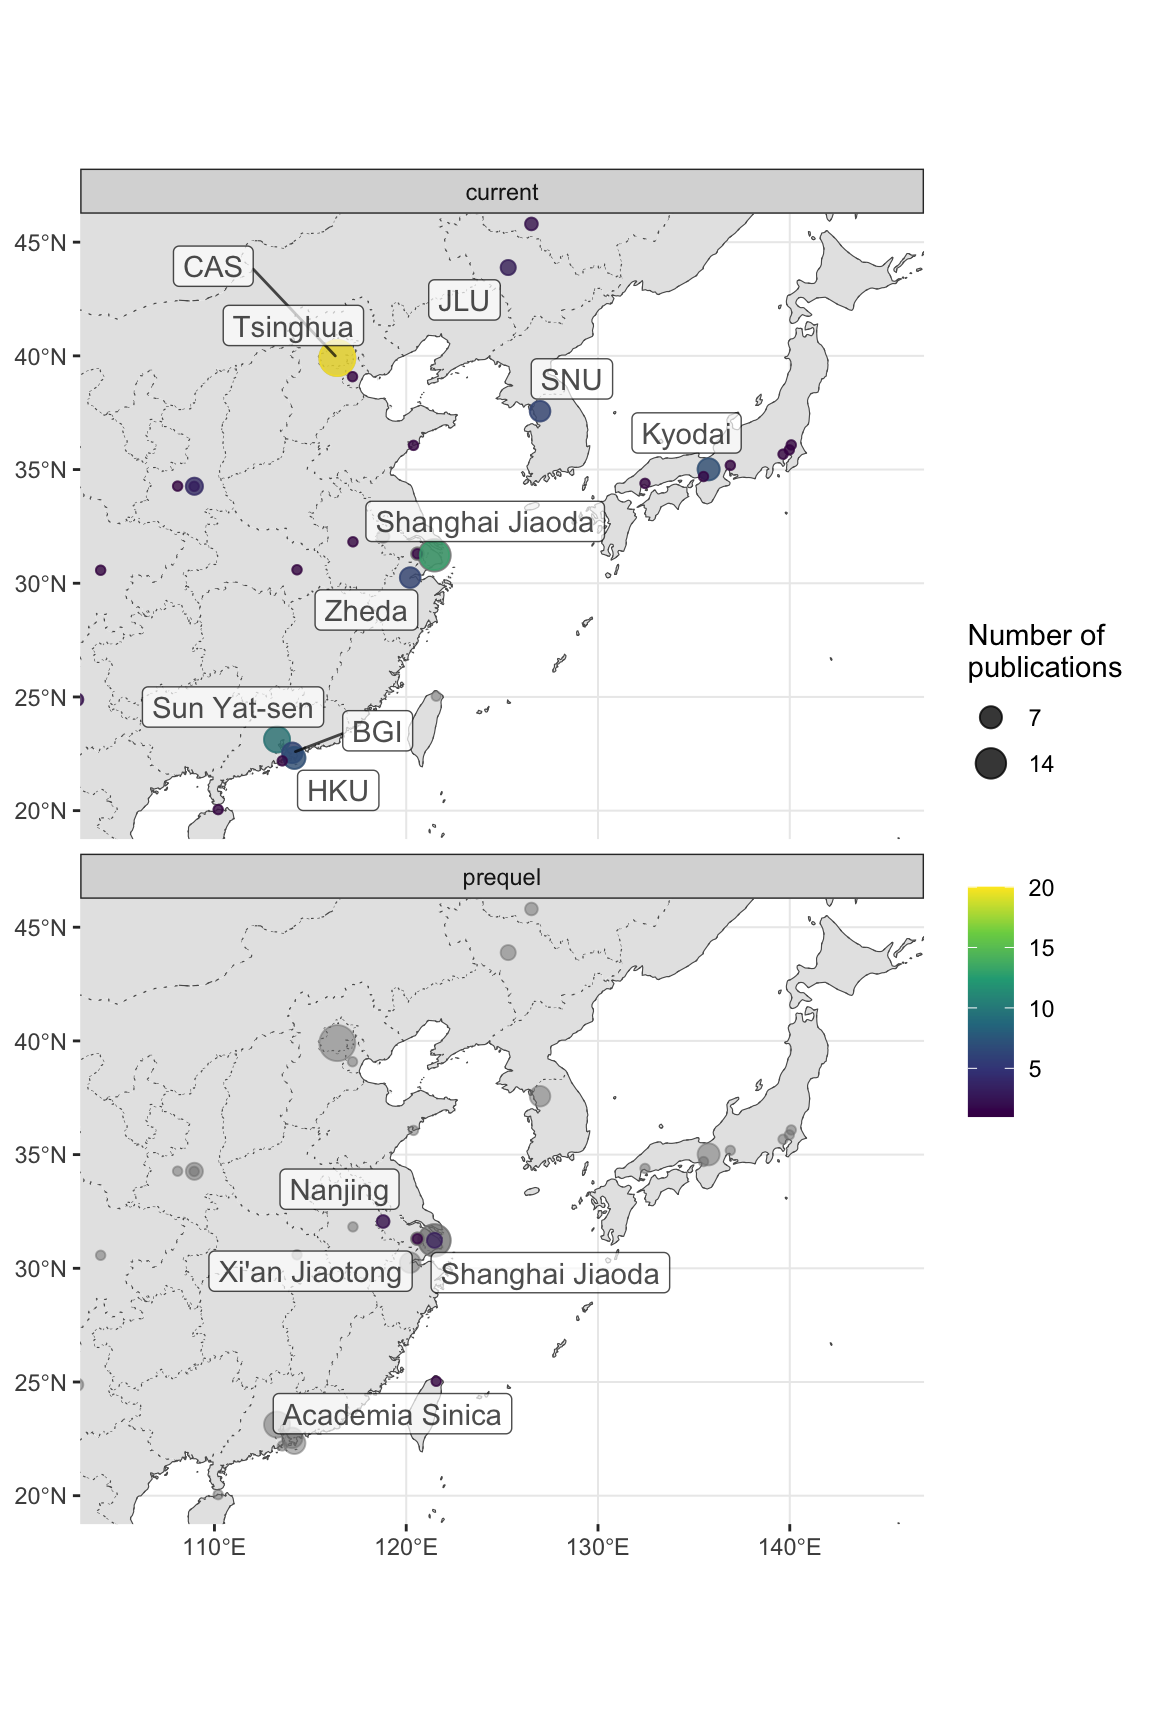 current
45°N
40°N
35°N
30°N
25°N
20°N
CAS
Tsinghua
JLU
SNU
Kyodai
Shanghai Jiaoda
Zheda
Sun Yat-sen
BGI
HKU
prequel
45°N
40°N
35°N
30°N
25°N
20°N
Nanjing
Xi'an Jiaotong
Shanghai Jiaoda
Academia Sinica
110°E
120°E
130°E
140°E
Number of
publications
7
14
20
15
10
5